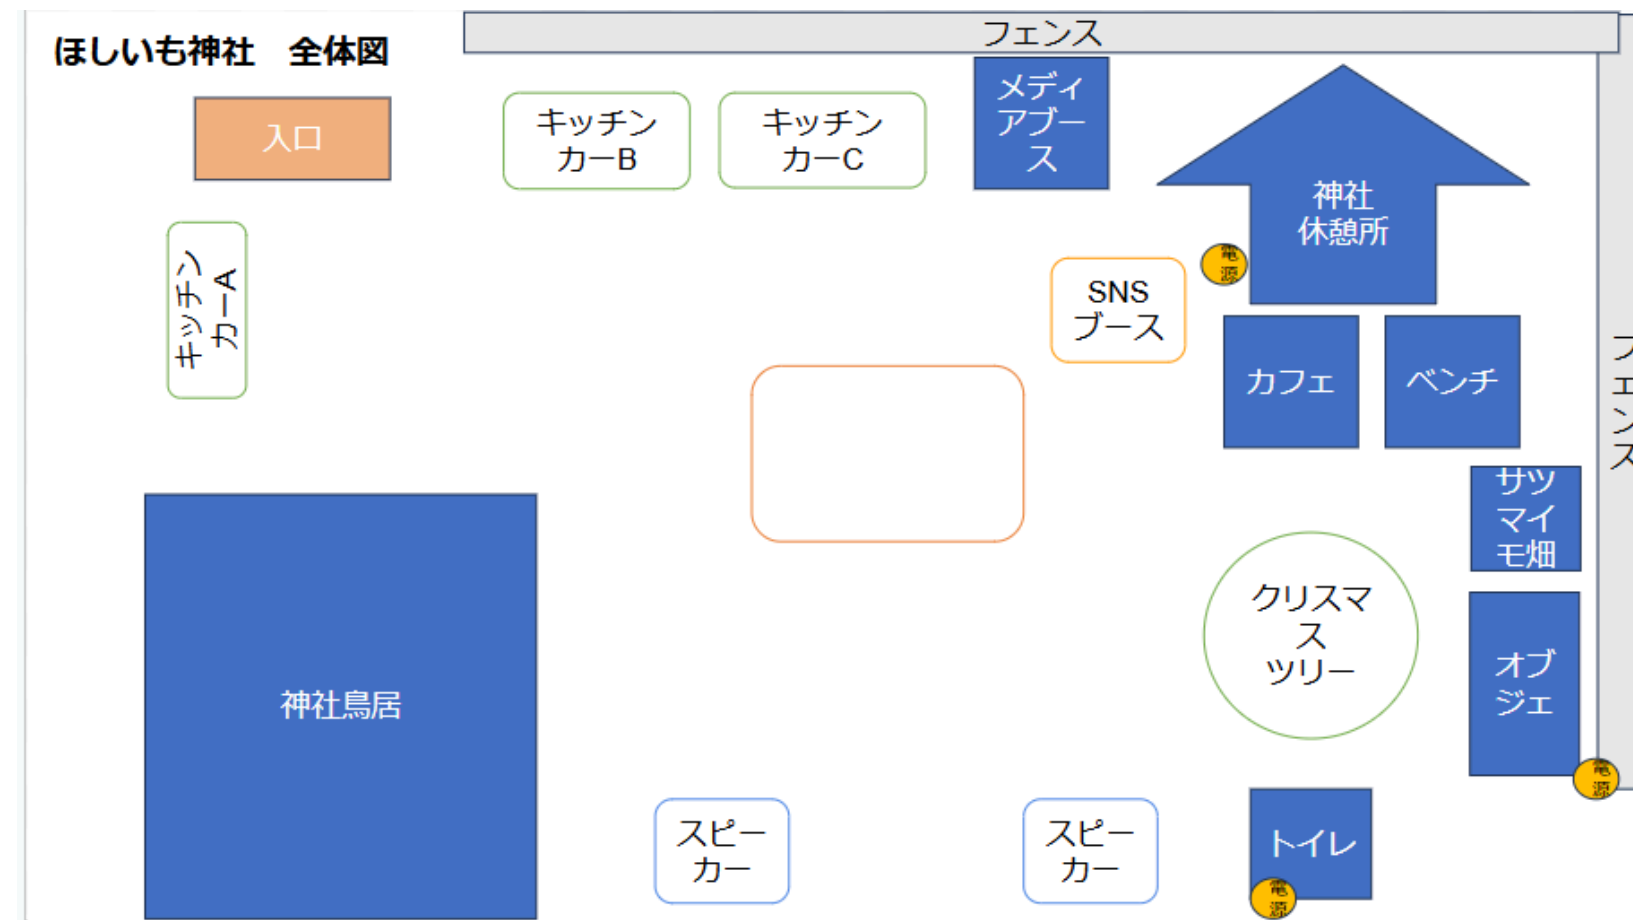 フェンス
ほしいも神社　全体図
入口
キッチン
カーB
キッチン
カーC
メディ
アブー
ス
神社
休憩所
電
源
キッチン
カーA
SNS
ブース
カフェ
ベンチ
フェンス
サツ
マイ
モ畑
クリスマ
ス
ツリー
オブ
ジェ
電
源
神社鳥居
スピー
カー
スピー
カー
トイレ
電
源